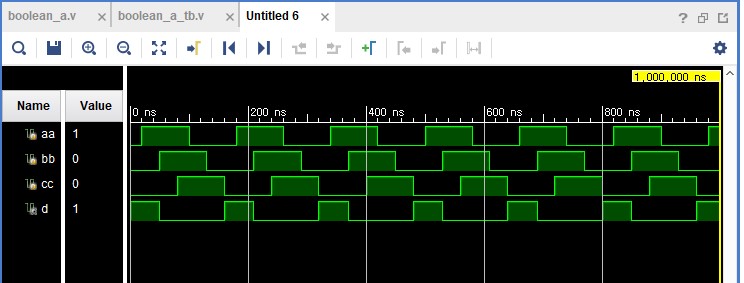 boolean_a.v boolean_a_tb.v Untitled 6
1,000,000 ns
Name Value 0 ns 200 ns 400 ns 600 ns 800 ns
aa 1
bb 0
cc 0
d 1